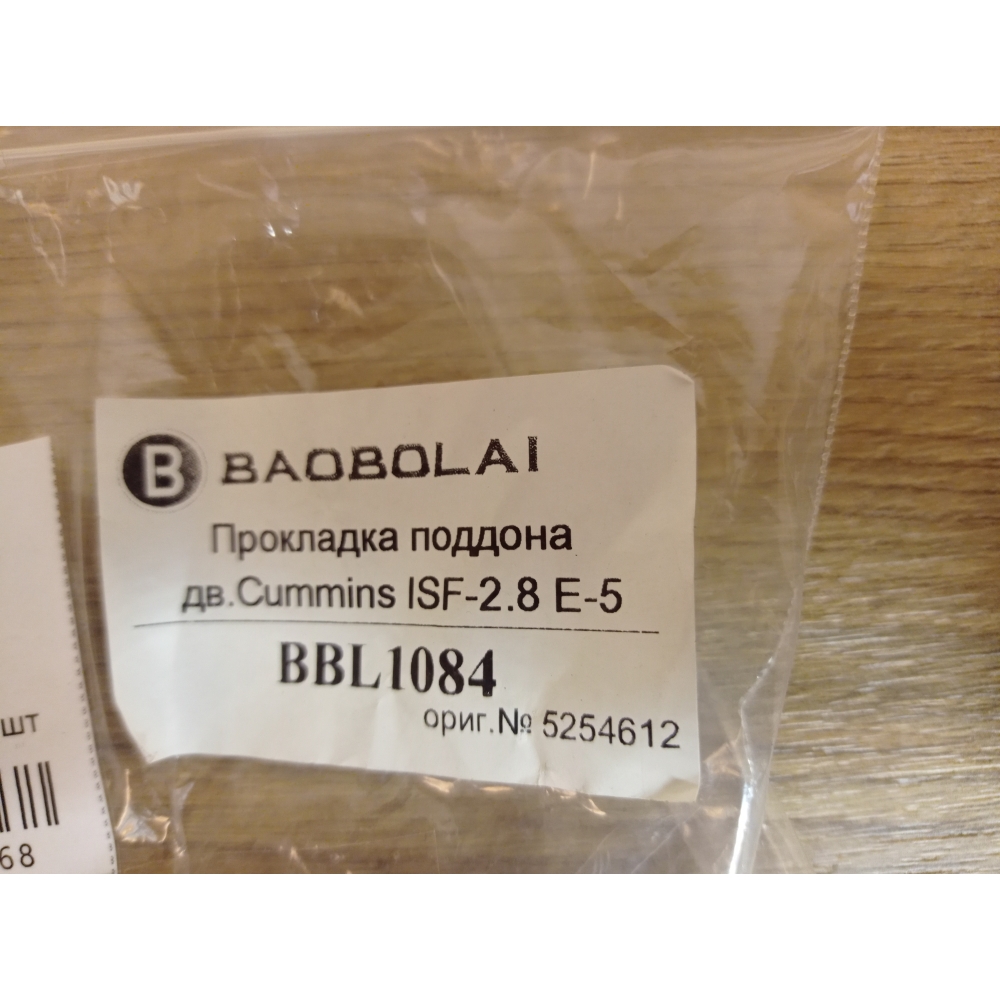 B BAOBOLAI
Прокладка поддона
дв.Cummins ISF-2.8 E-5
BBL1084
ориг.№ 5254612
шт
68